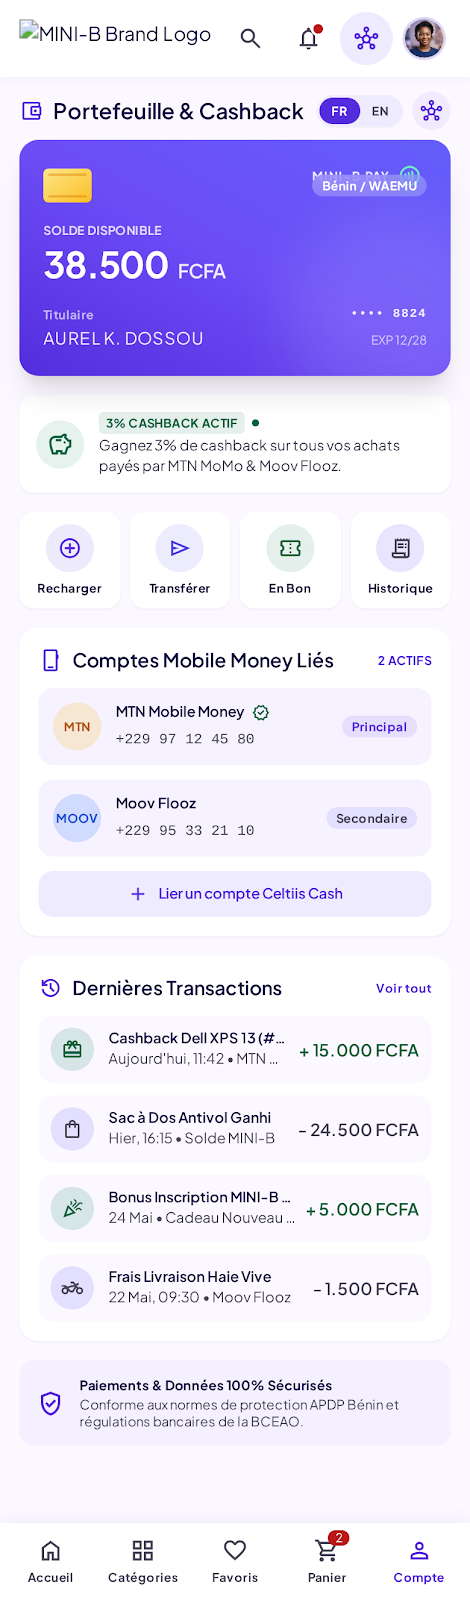 MINI-B Brand Logo
Portefeuille & Cashback
FR
EN
MINI-B PAY
Bénin / WAEMU
SOLDE DISPONIBLE
38.500 FCFA
Titulaire
•••• 8824
AUREL K. DOSSOU
EXP 12/28
3% CASHBACK ACTIF
Gagnez 3% de cashback sur tous vos achats
payés par MTN MoMo & Moov Flooz.
Recharger
Transférer
En Bon
Historique
Comptes Mobile Money Liés
2 ACTIFS
MTN
MTN Mobile Money
+229 97 12 45 80
Principal
MOOV
Moov Flooz
+229 95 33 21 10
Secondaire
+ Lier un compte Celtiis Cash
Dernières Transactions
Voir tout
Cashback Dell XPS 13 (#...
Aujourd'hui, 11:42 • MTN ...
+ 15.000 FCFA
Sac à Dos Antivol Ganhi
Hier, 16:15 • Solde MINI-B
- 24.500 FCFA
Bonus Inscription MINI-B ...
24 Mai • Cadeau Nouveau ...
+ 5.000 FCFA
Frais Livraison Haie Vive
22 Mai, 09:30 • Moov Flooz
- 1.500 FCFA
Paiements & Données 100% Sécurisés
Conforme aux normes de protection APDP Bénin et
régulations bancaires de la BCEAO.
2
Accueil
Catégories
Favoris
Panier
Compte